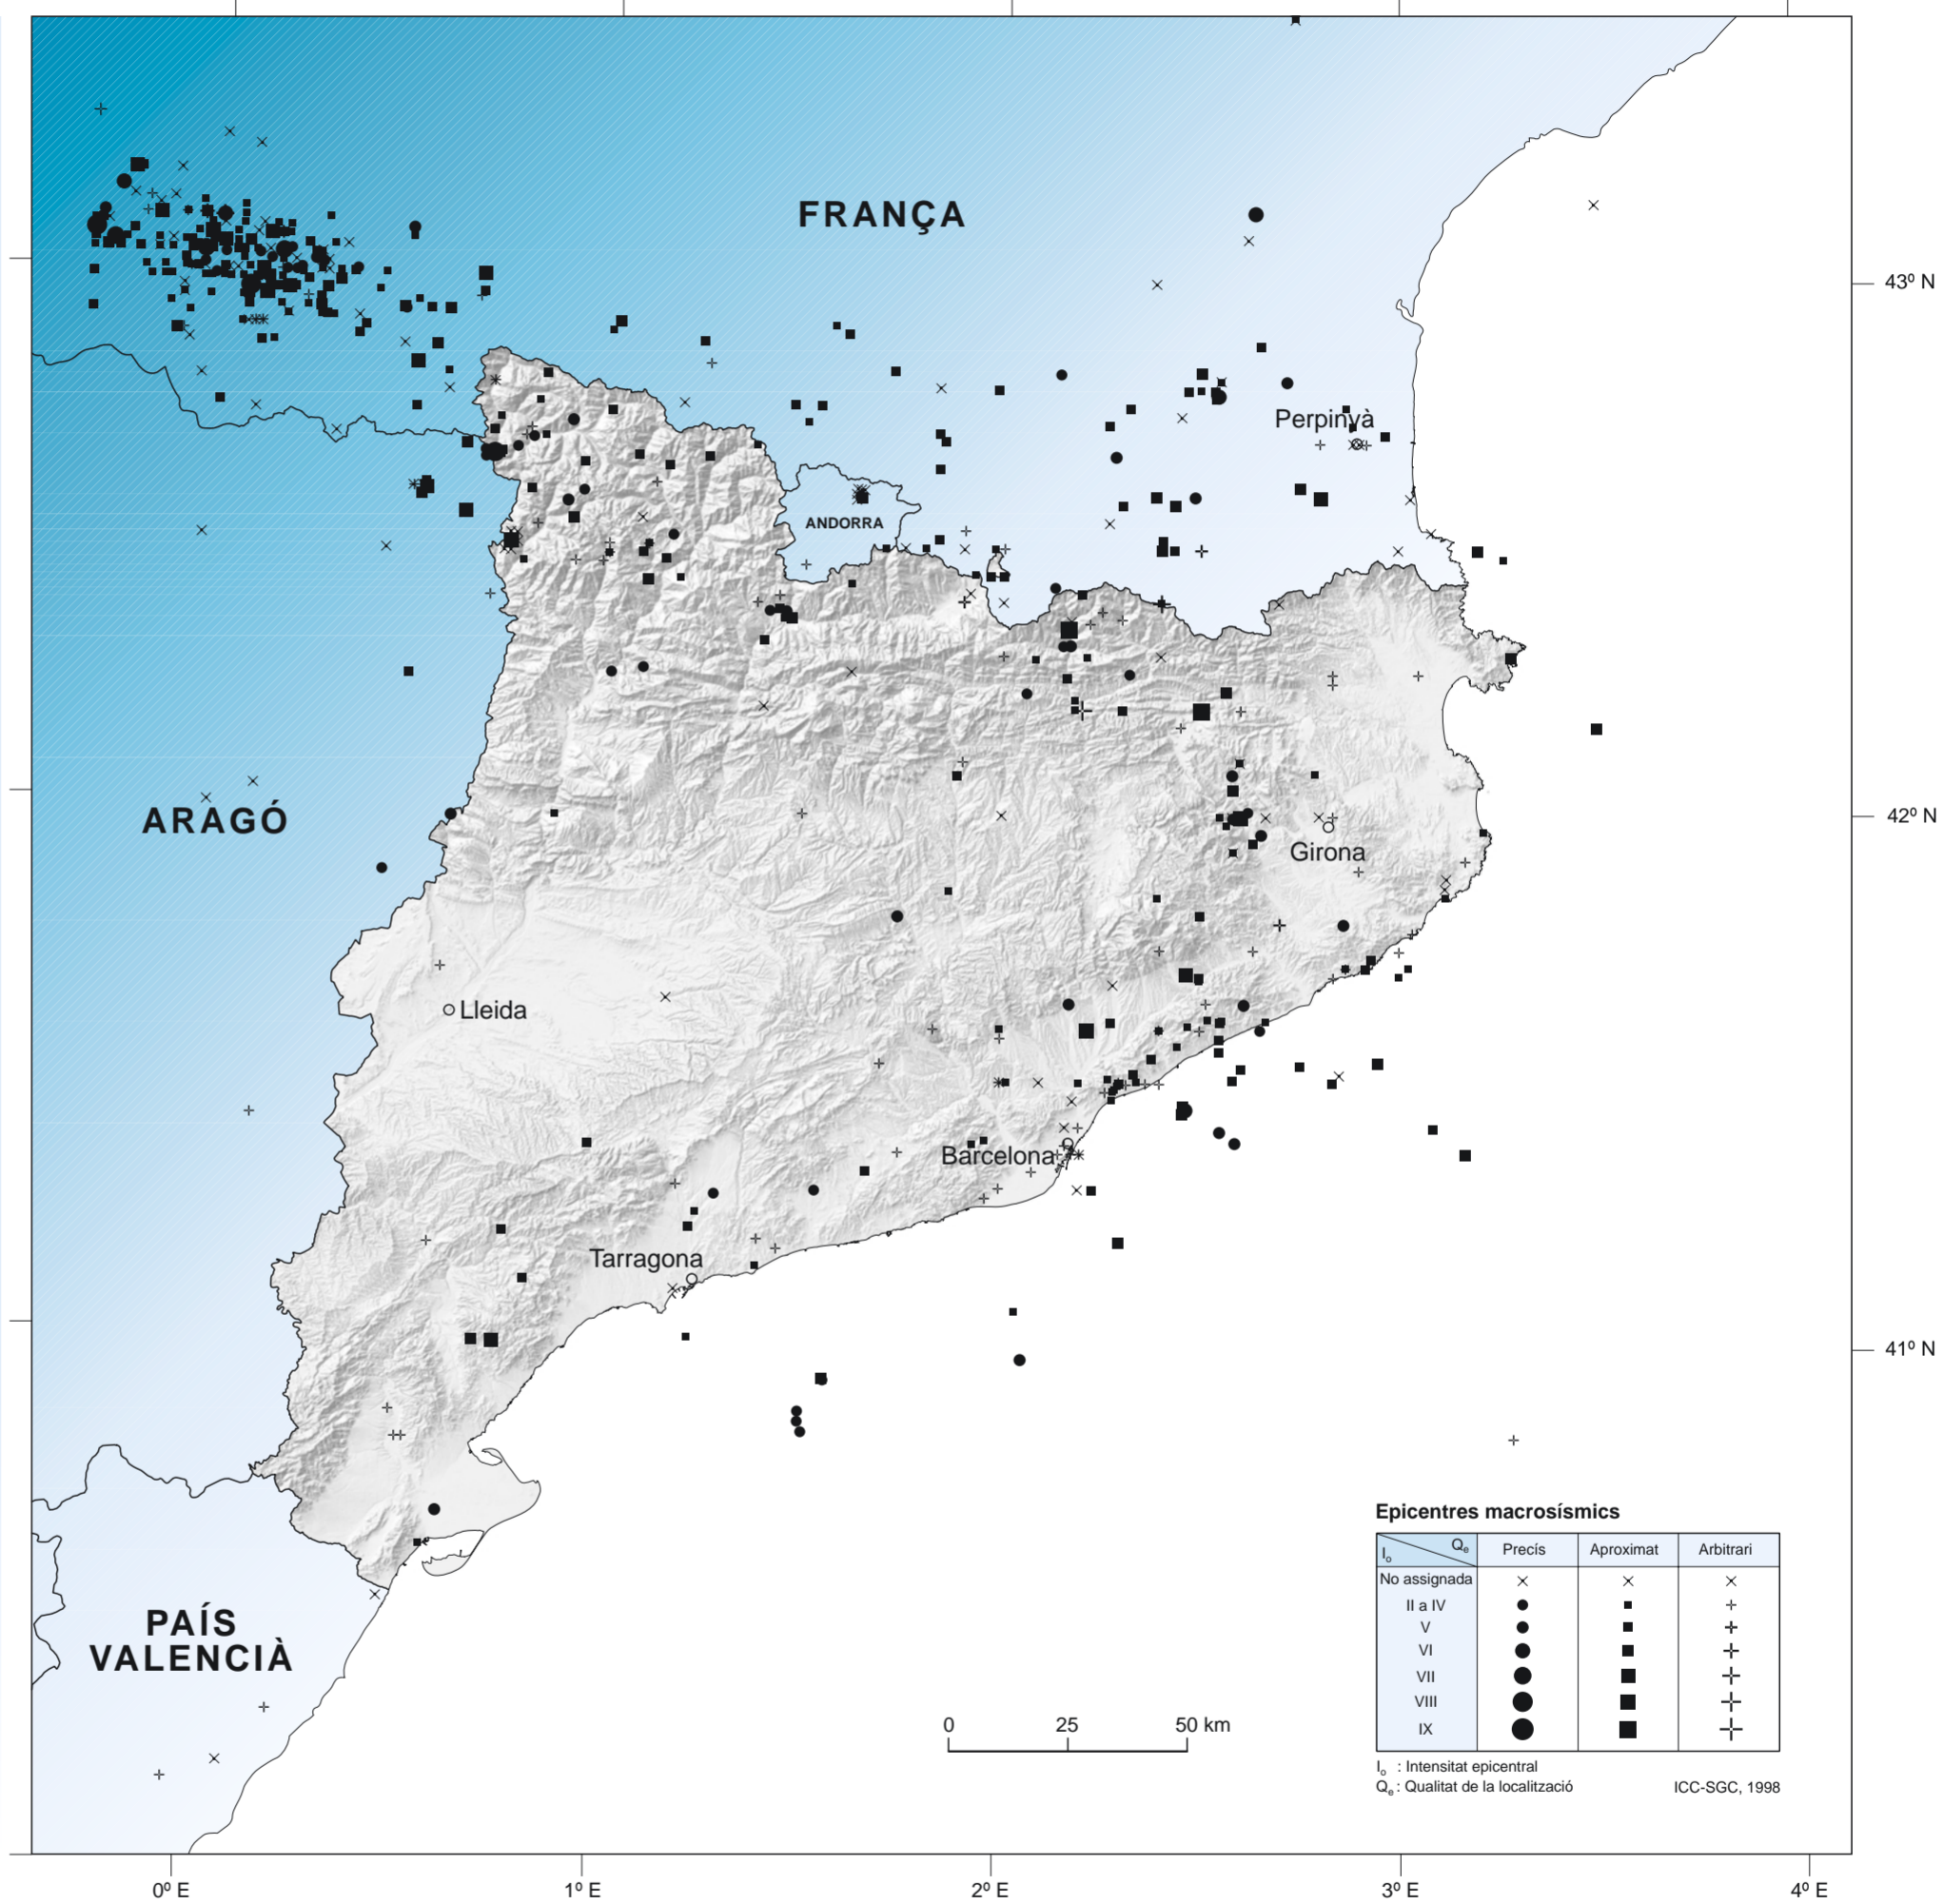 FRANÇA
43º N
Perpinyà
ANDORRA
ARAGÓ
42º N
Girona
Lleida
Barcelona
Tarragona
41º N
PAÍS
VALENCIÀ
0 25 50 km
Epicentres macrosísmics
I₀ Qₑ Precís Aproximat Arbitrari
No assignada
II a IV
V
VI
VII
VIII
IX
I₀ : Intensitat epicentral
Qₑ : Qualitat de la localització
ICC-SGC, 1998
0º E 1º E 2º E 3º E 4º E